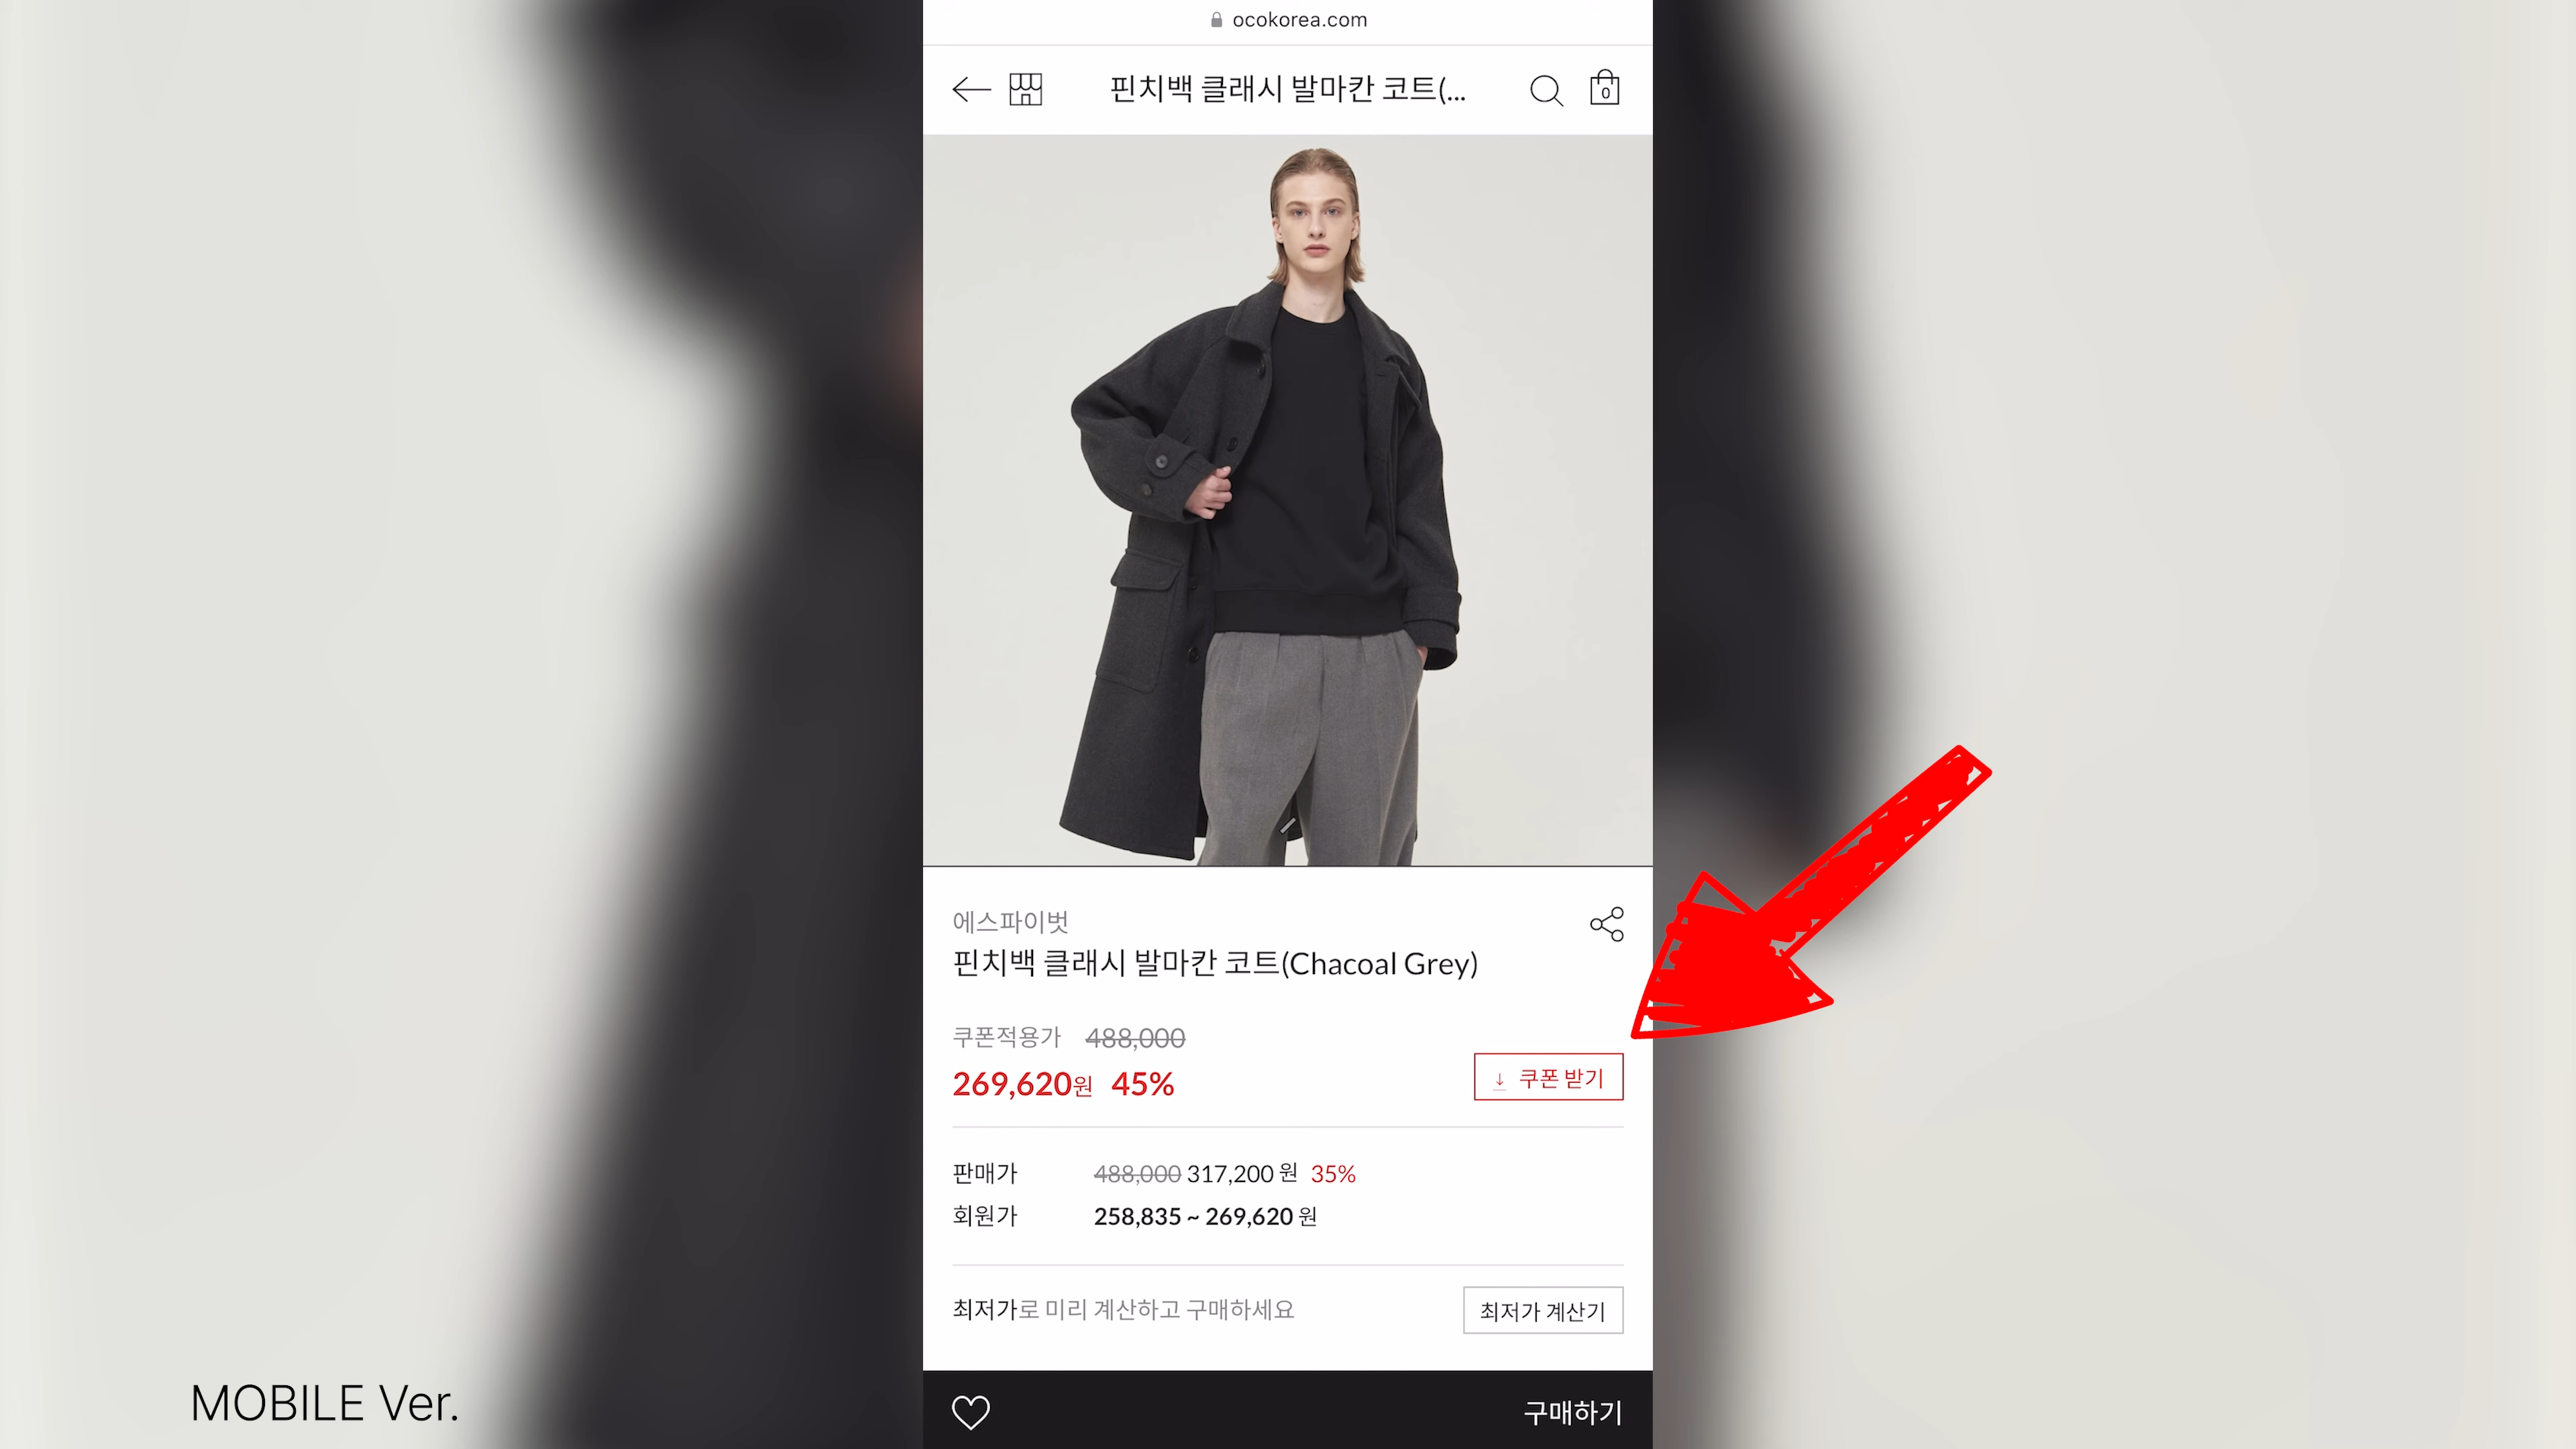 ocokorea.com
핀치백 클래시 발마칸 코트(...
0
에스파이벗
핀치백 클래시 발마칸 코트(Chacoal Grey)
쿠폰적용가 488,000
269,620원 45%
쿠폰 받기
판매가 488,000 317,200 원 35%
회원가 258,835 ~ 269,620 원
최저가로 미리 계산하고 구매하세요
최저가 계산기
구매하기
MOBILE Ver.